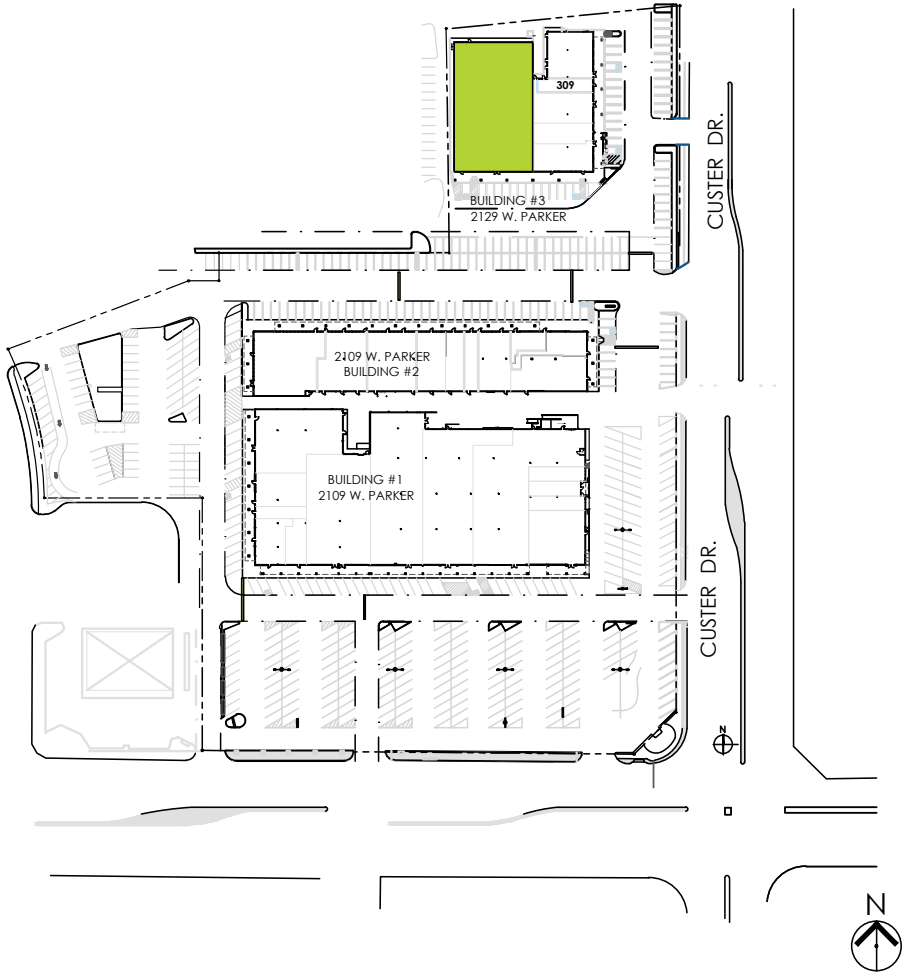 309
CUSTER DR.
BUILDING #3
2129 W. PARKER
2109 W. PARKER
BUILDING #2
BUILDING #1
2109 W. PARKER
CUSTER DR.
N
N